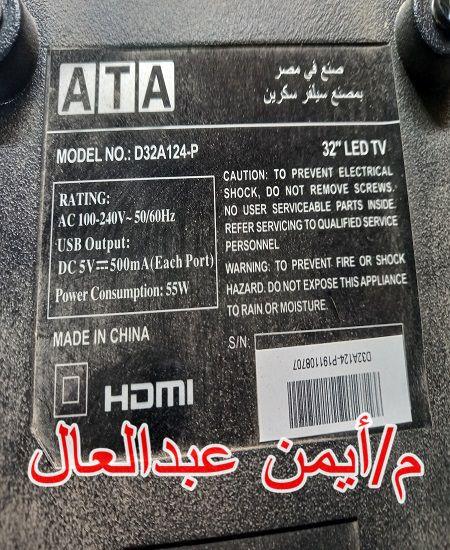 ATA
صنع في مصر
بمصنع سيلفر سكرين
MODEL NO.: D32A124-P
32" LED TV
RATING:
AC 100-240V~50/60Hz
USB Output:
DC 5V⎓500mA(Each Port)
Power Consumption: 55W
CAUTION: TO PREVENT ELECTRICAL
SHOCK, DO NOT REMOVE SCREWS.
NO USER SERVICEABLE PARTS INSIDE.
REFER SERVICING TO QUALIFIED SERVICE
PERSONNEL
WARNING: TO PREVENT FIRE OR SHOCK
HAZARD. DO NOT EXPOSE THIS APPLIANCE
TO RAIN OR MOISTURE.
MADE IN CHINA
S/N:
D32A124-P191108707
HDMI
م/أيمن عبدالعال